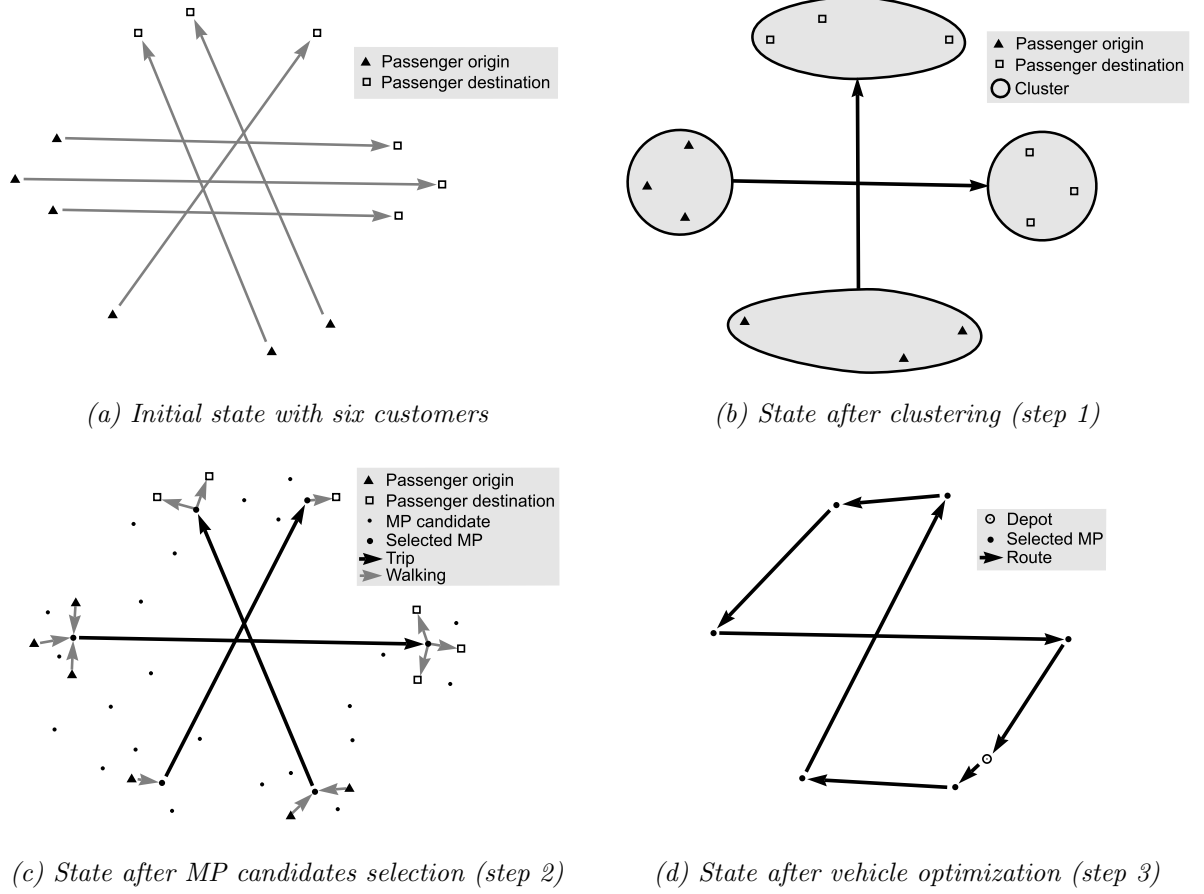 Passenger origin
Passenger destination
(a) Initial state with six customers
Passenger origin
Passenger destination
Cluster
(b) State after clustering (step 1)
Passenger origin
Passenger destination
MP candidate
Selected MP
Trip
Walking
(c) State after MP candidates selection (step 2)
Depot
Selected MP
Route
(d) State after vehicle optimization (step 3)